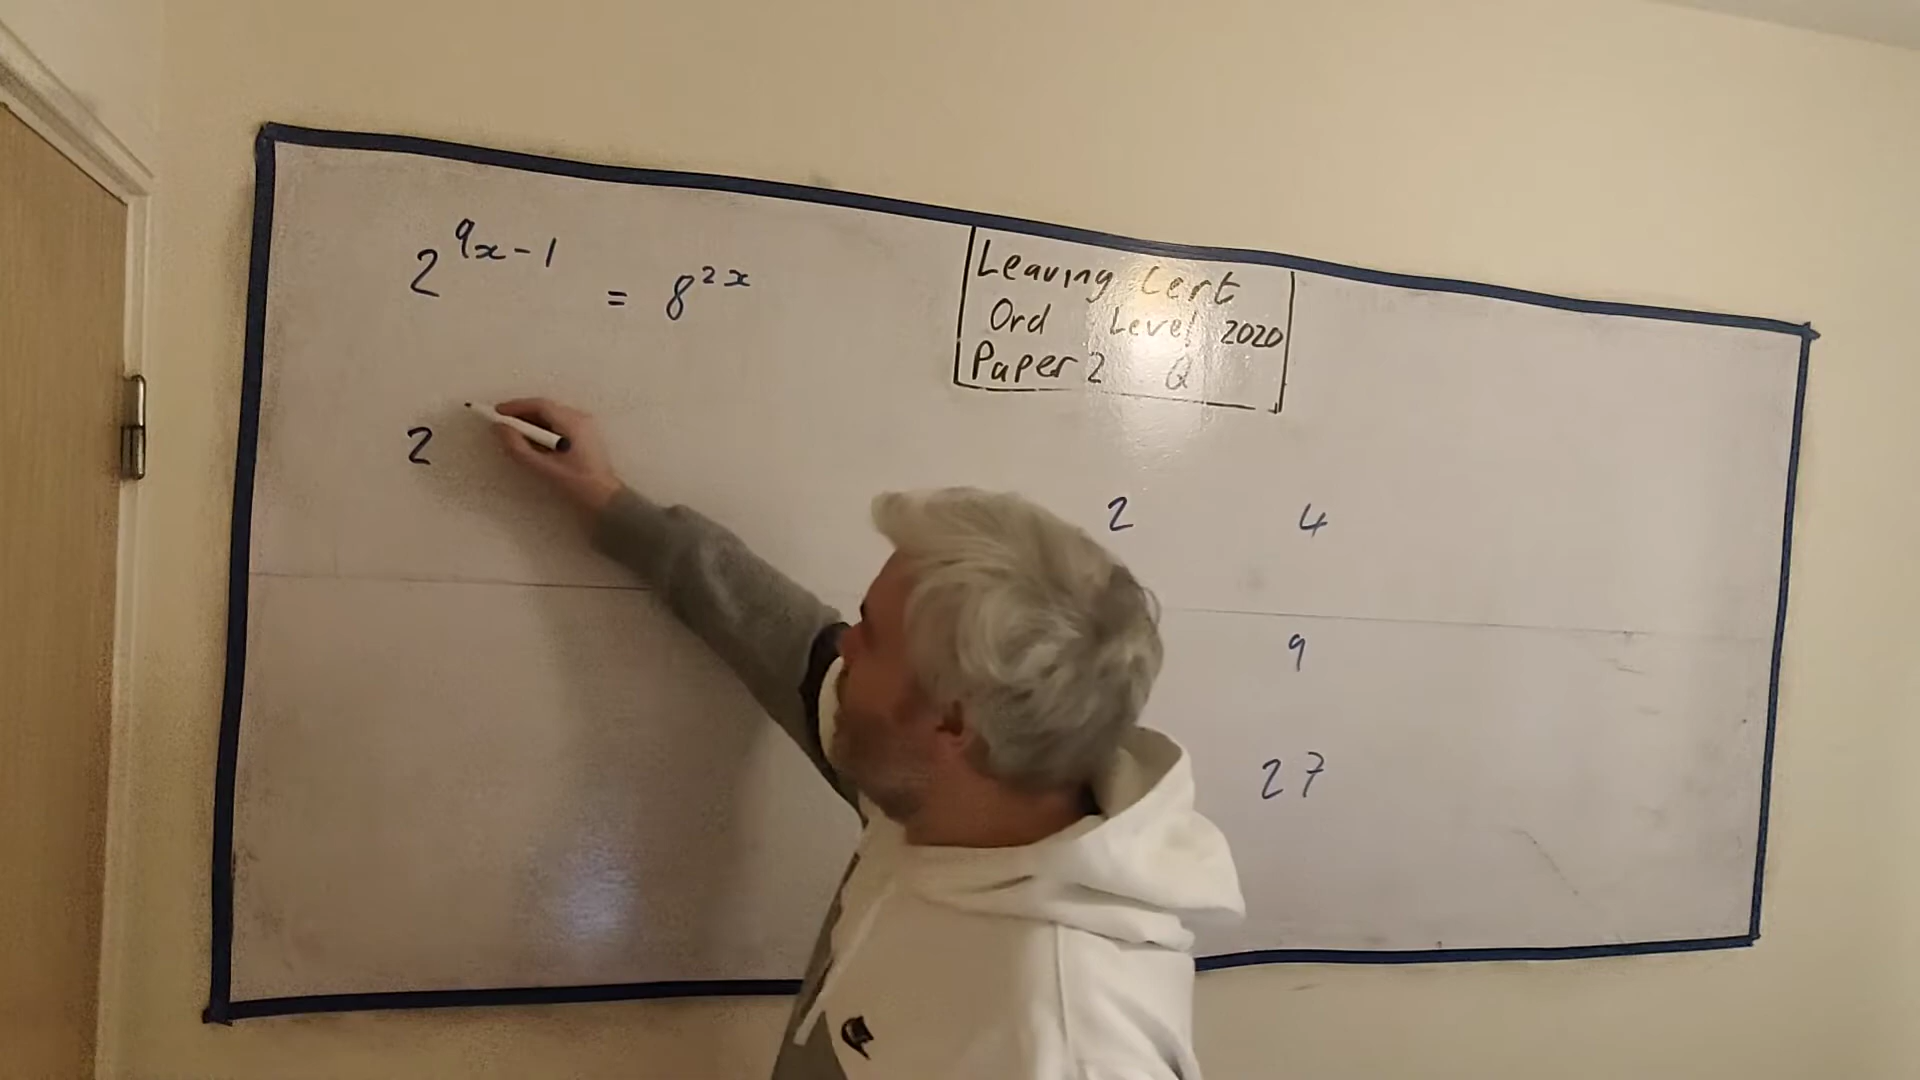 2^{9x-1} = 8^{2x}
Leaving Cert
Ord Level 2020
Paper 2 Q
2
2 4
9
27